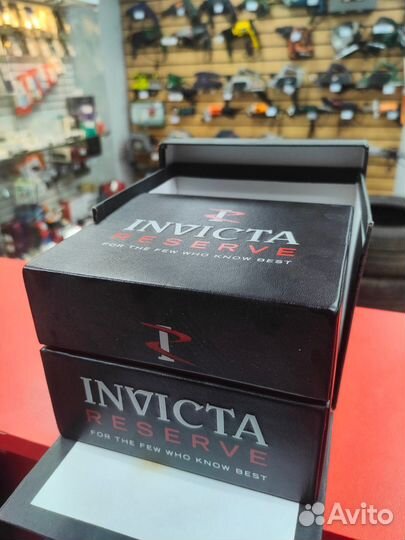 INVICTA
RESERVE
FOR THE FEW WHO KNOW BEST
INVICTA
RESERVE
FOR THE FEW WHO KNOW BEST
Avito